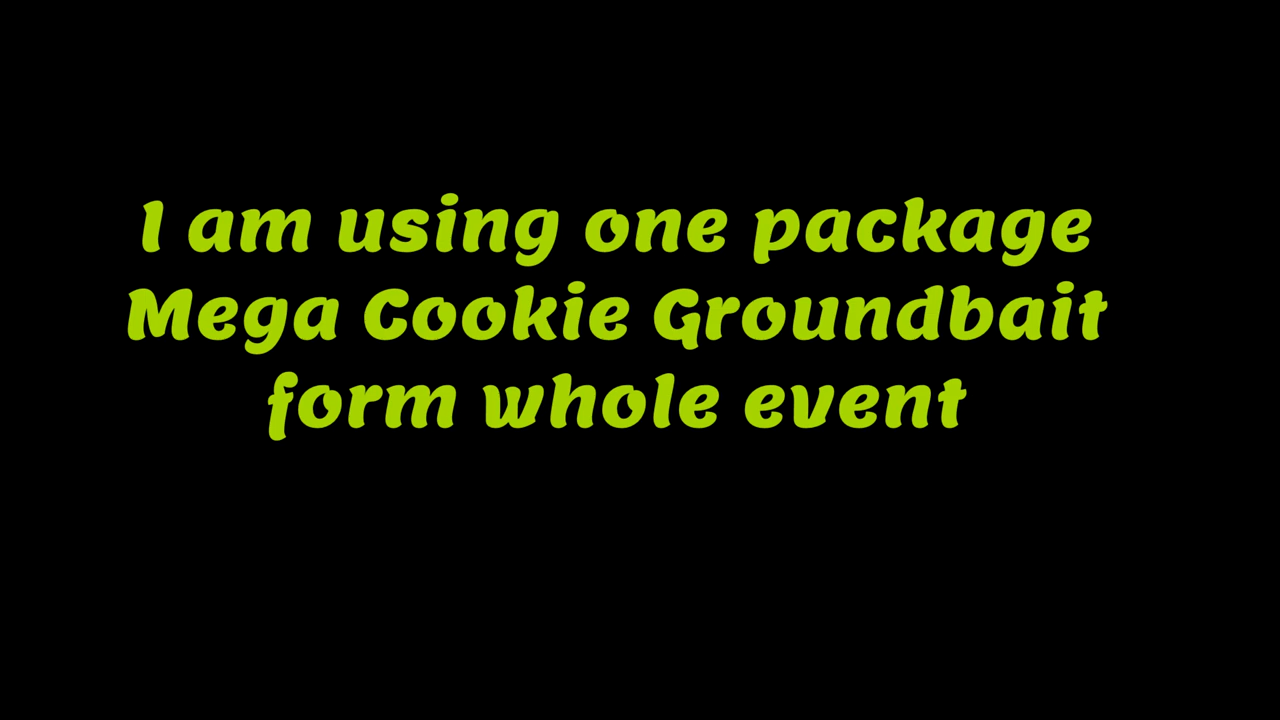 I am using one package
Mega Cookie Groundbait
form whole event